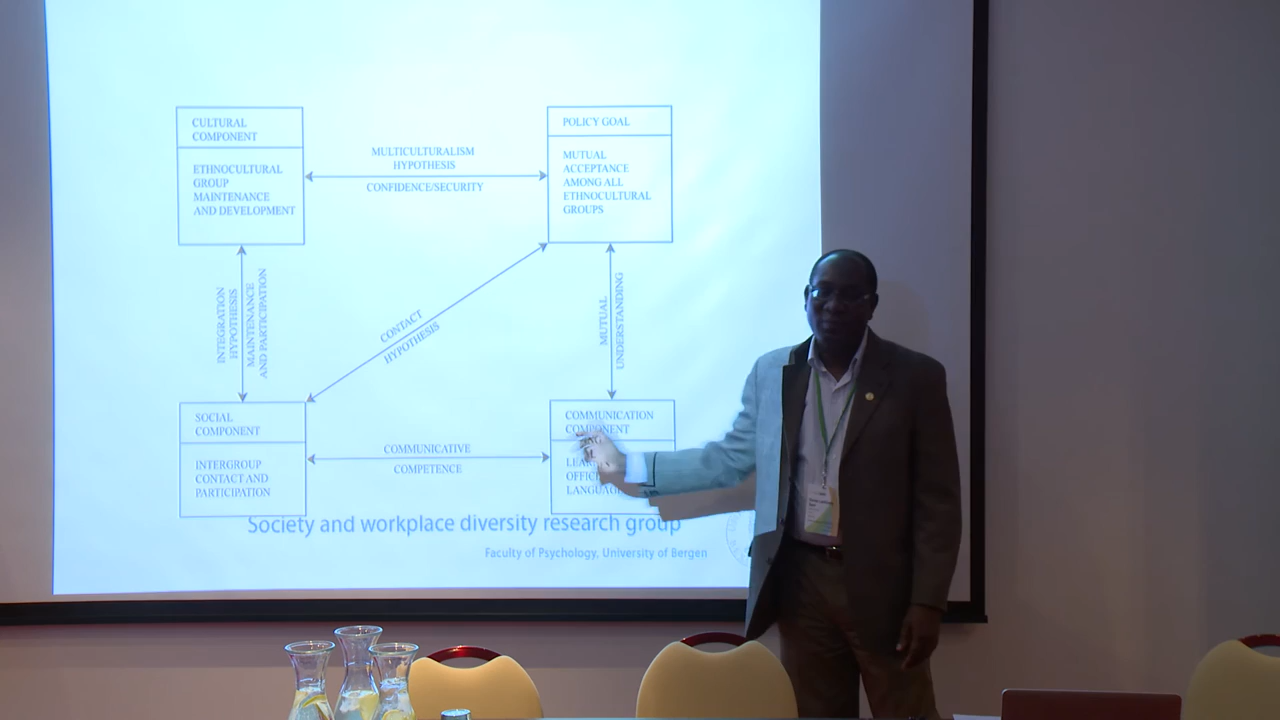 CULTURAL
COMPONENT
ETHNOCULTURAL
GROUP
MAINTENANCE
AND DEVELOPMENT
MULTICULTURALISM
HYPOTHESIS
CONFIDENCE/SECURITY
POLICY GOAL
MUTUAL
ACCEPTANCE
AMONG ALL
ETHNOCULTURAL
GROUPS
INTEGRATION
HYPOTHESIS
MAINTENANCE
AND PARTICIPATION
CONTACT
HYPOTHESIS
MUTUAL
UNDERSTANDING
SOCIAL
COMPONENT
INTERGROUP
CONTACT AND
PARTICIPATION
COMMUNICATIVE
COMPETENCE
COMMUNICATION
COMPONENT
Society and workplace diversity research group
Faculty of Psychology, University of Bergen